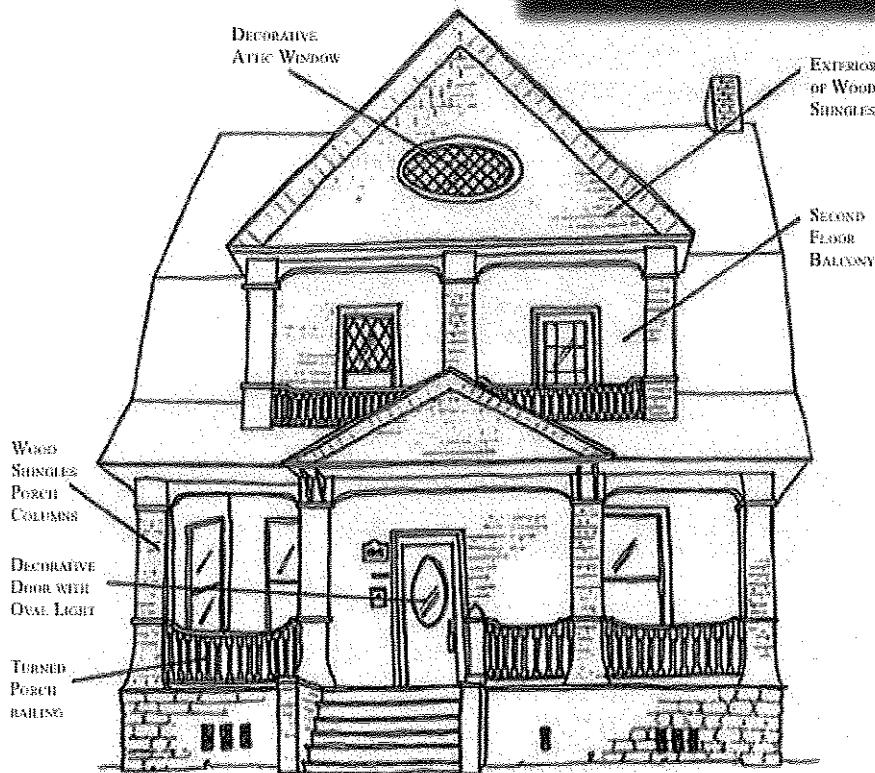 DECORATIVE
ATTIC WINDOW
EXTERIOR
OF WOOD
SHINGLES
SECOND
FLOOR
BALCONY
WOOD
SHINGLES
PORCH
COLUMNS
DECORATIVE
DOOR WITH
OVAL LIGHT
TURNED
PORCH
RAILING